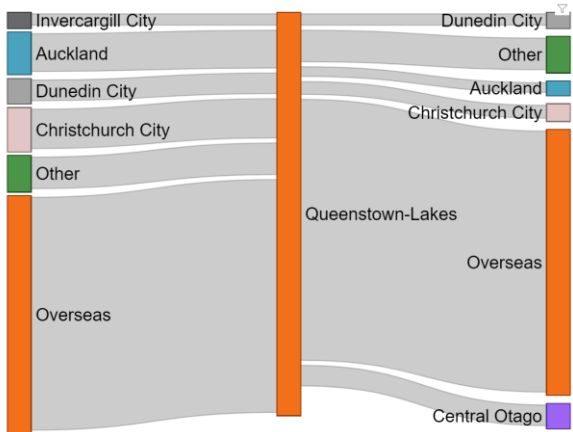 Invercargill City
Auckland
Dunedin City
Christchurch City
Other
Overseas
Queenstown-Lakes
Dunedin City
Other
Auckland
Christchurch City
Overseas
Central Otago